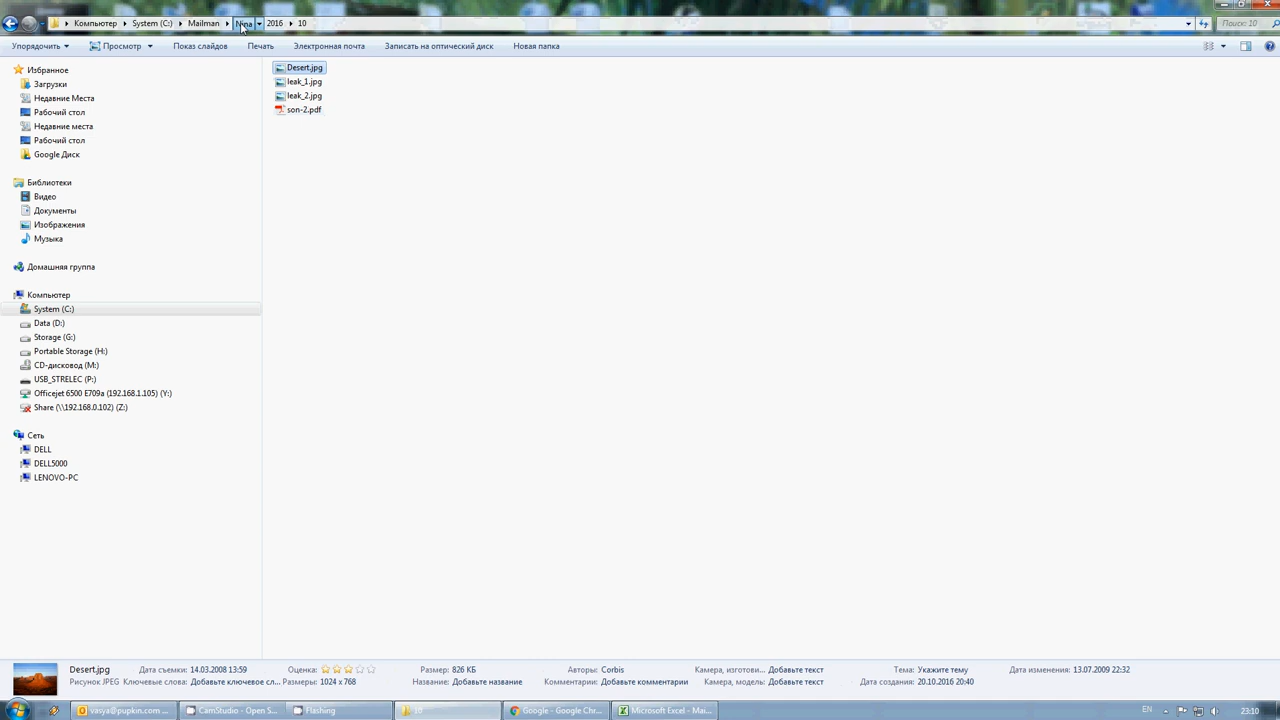 Компьютер System (C:) Mailman Nina 2016 10 Поиск: 10
Упорядочить Просмотр Показ слайдов Печать Электронная почта Записать на оптический диск Новая папка
Избранное
Загрузки
Недавние Места
Рабочий стол
Недавние места
Рабочий стол
Google Диск
Библиотеки
Видео
Документы
Изображения
Музыка
Домашняя группа
Компьютер
System (C:)
Data (D:)
Storage (G:)
Portable Storage (H:)
CD-дисковод (M:)
USB_STRELEC (P:)
Officejet 6500 E709a (192.168.1.105) (Y:)
Share (\\192.168.0.102) (Z:)
Сеть
DELL
DELL5000
LENOVO-PC
Desert.jpg
leak_1.jpg
leak_2.jpg
son-2.pdf
Desert.jpg Дата съемки: 14.03.2008 13:59 Оценка: Размер: 826 КБ Авторы: Corbis Камера, изготови... Добавьте текст Тема: Укажите тему Дата изменения: 13.07.2009 22:32
Рисунок JPEG Ключевые слова: Добавьте ключевое сл... Размеры: 1024 x 768 Название: Добавьте название Комментарии: Добавьте комментарий Камера, модель: Добавьте текст Дата создания: 20.10.2016 20:40
vasya@pupkin.com ... CamStudio - Open S... Flashing 10 Google - Google Chr... Microsoft Excel - Mai... EN 23:10